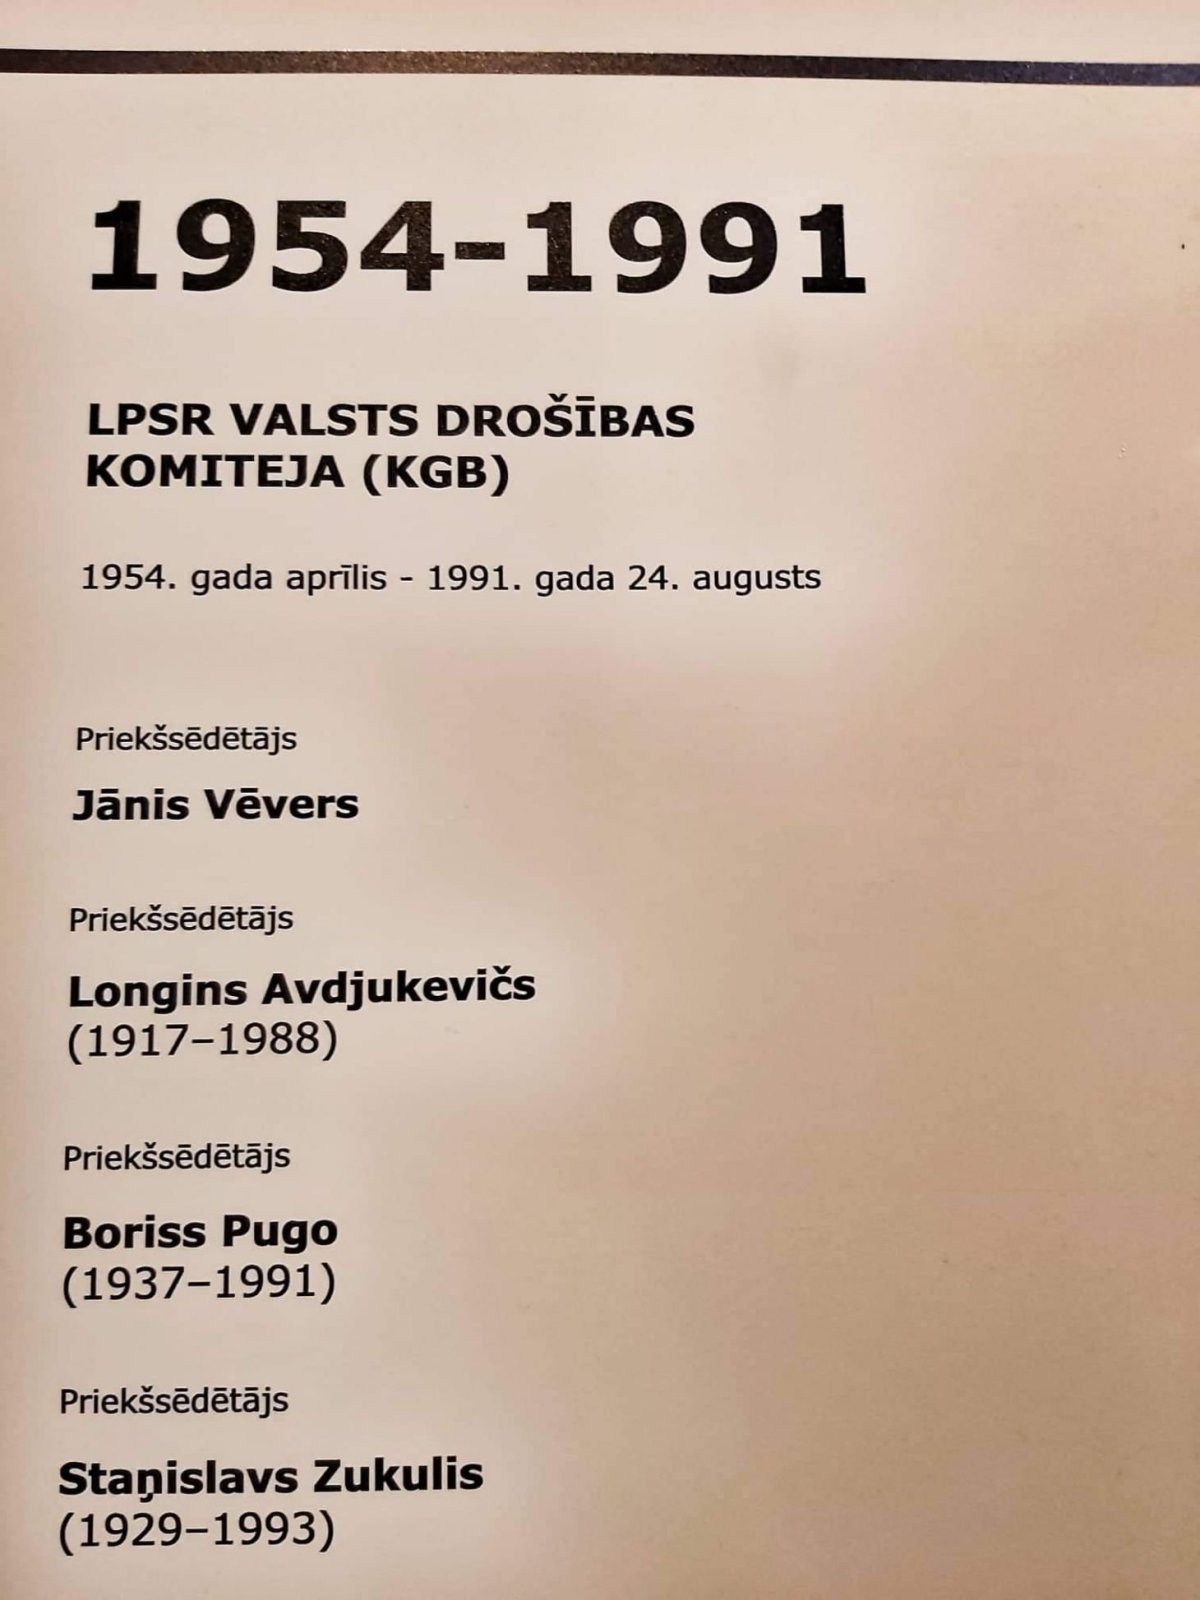 1954-1991
LPSR VALSTS DROŠĪBAS
KOMITEJA (KGB)
1954. gada aprīlis - 1991. gada 24. augusts
Priekšsēdētājs
Jānis Vēvers
Priekšsēdētājs
Longins Avdjukevičs
(1917–1988)
Priekšsēdētājs
Boriss Pugo
(1937–1991)
Priekšsēdētājs
Staņislavs Zukulis
(1929–1993)